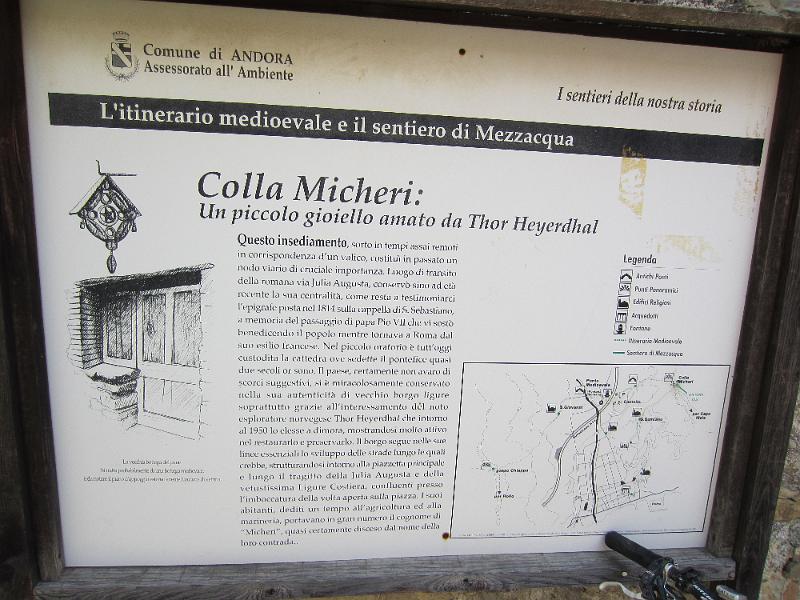 Comune di ANDORA
Assessorato all' Ambiente
I sentieri della nostra storia
L'itinerario medioevale e il sentiero di Mezzacqua
Colla Micheri:
Un piccolo gioiello amato da Thor Heyerdhal
Questo insediamento, sorto in tempi assai remoti
in corrispondenza d'un valico, costituì in passato un
nodo viario di cruciale importanza. Luogo di transito
della romana via Julia Augusta, conservò sino ad età
recente la sua centralità, come resta a testimoniarci
l'epigrafe posta nel 1814 sulla cappella di S. Sebastiano,
a memoria del passaggio di papa Pio VII che vi sostò
benedicendo il popolo mentre tornava a Roma dal
suo esilio francese. Nel piccolo oratorio è tutt'oggi
custodita la cattedra ove sedette il pontefice quasi
due secoli or sono. Il paese, certamente non avaro di
scorci suggestivi, si è miracolosamente conservato
nella sua autenticità di vecchio borgo ligure
soprattutto grazie all'interessamento del noto
esploratore norvegese Thor Heyerdhal che intorno
al 1950 lo elesse a dimora, mostrandosi molto attivo
nel restaurarlo e preservarlo. Il borgo segue nelle sue
linee essenziali lo sviluppo delle strade lungo le quali
crebbe, strutturandosi intorno alla piazzetta principale
e lungo il tragitto della Julia Augusta e della
vetustissima Ligure Costiera, confluenti presso
l'imboccatura della volta aperta sulla piazza. I suoi
abitanti, dediti un tempo all'agricoltura ed alla
marineria, portavano in gran numero il cognome di
"Micheri", quasi certamente disceso dal nome della
loro contrada..
Legenda
Antichi Ponti
Punti Panoramici
Edifici Religiosi
Acquedotti
Fontane
Itinerario Medioevale
Sentiero di Mezzacqua
Ponte
Medioevale
Colla
Micheri
S.Giovanni
Castello
per Capo
Mele